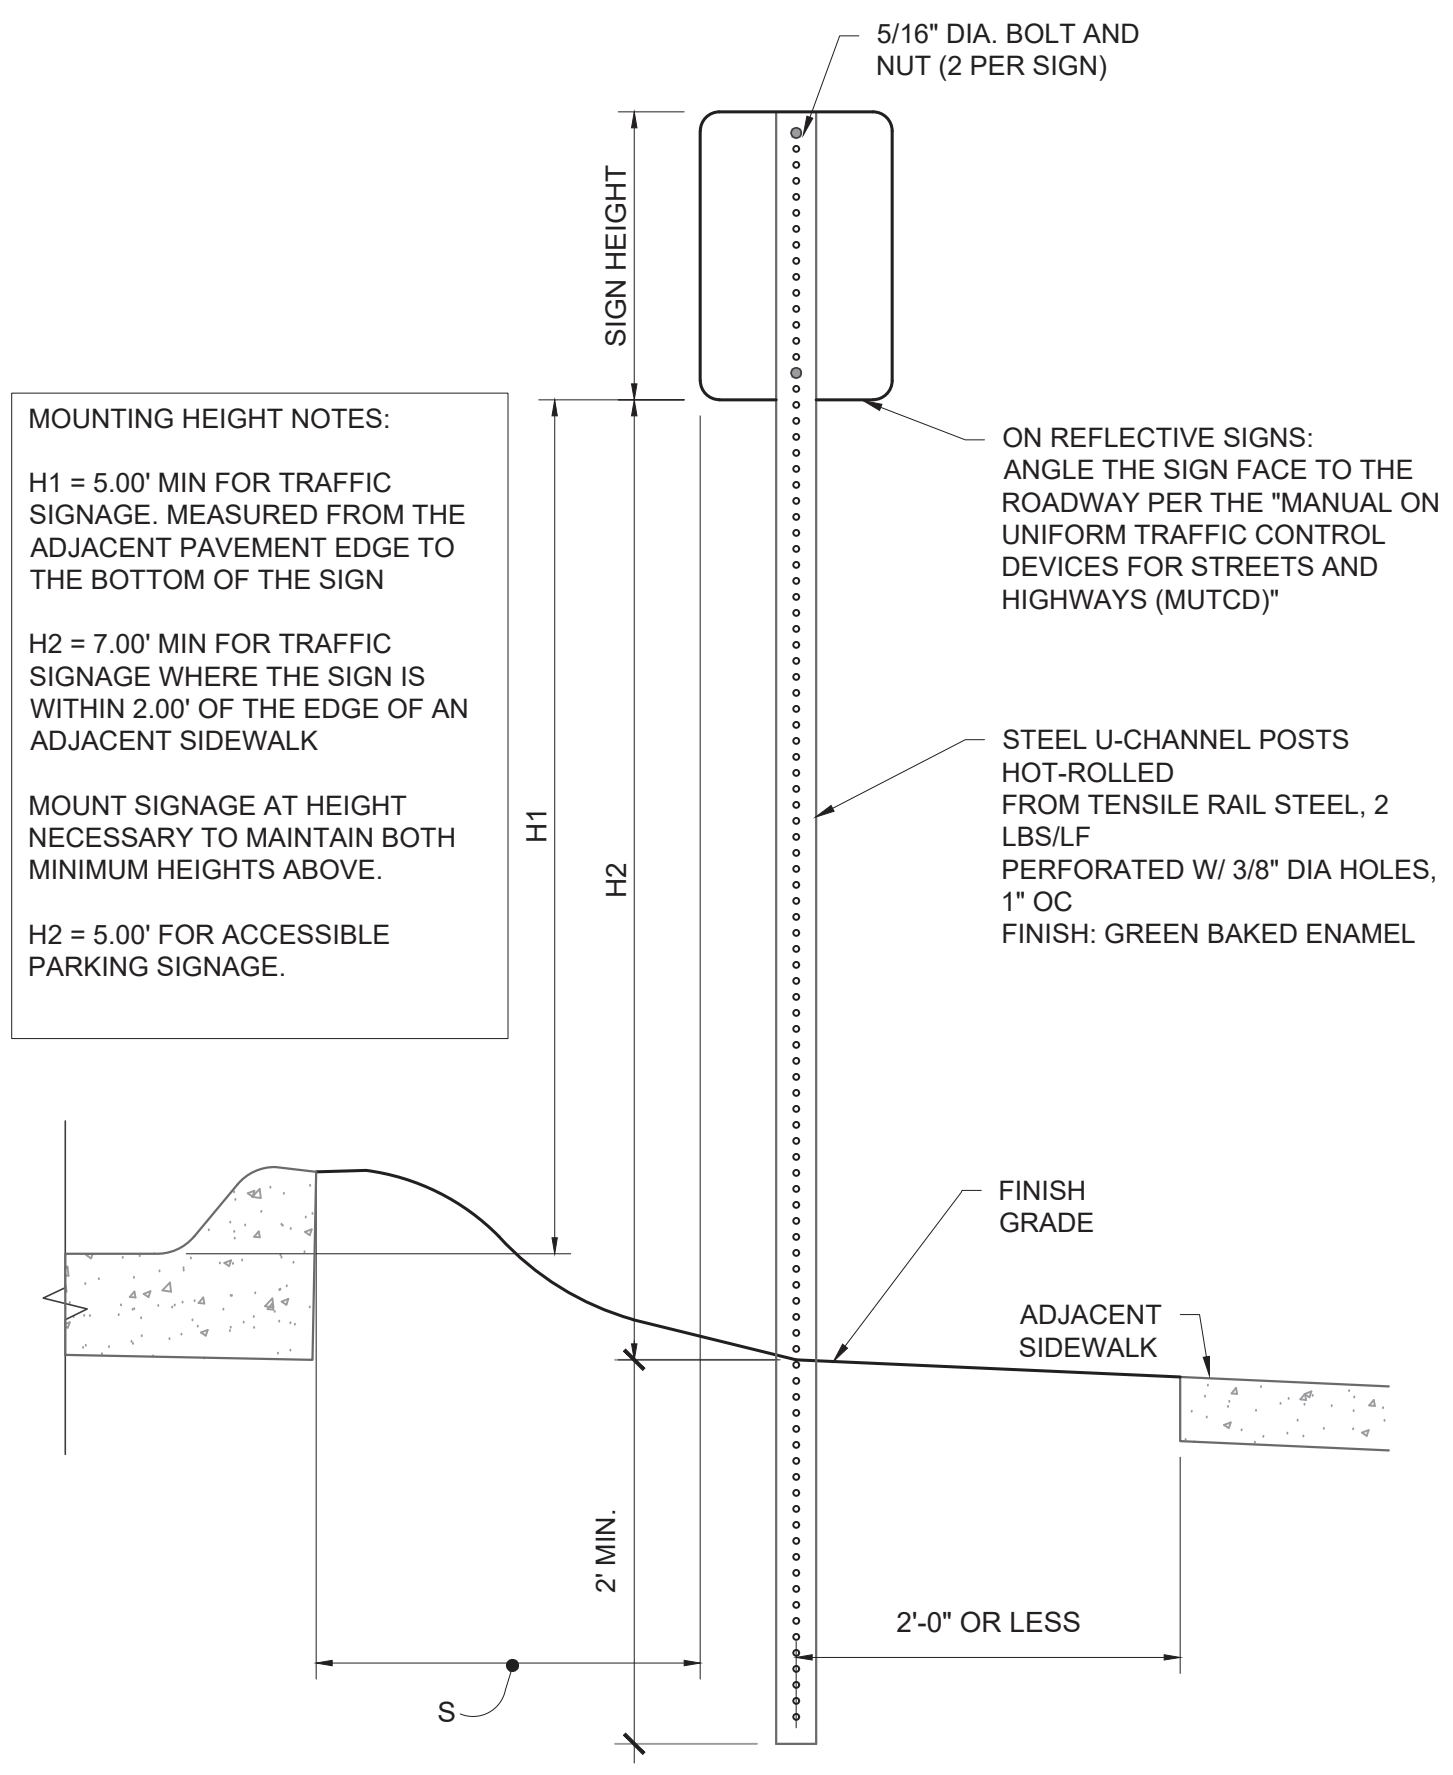 5/16" DIA. BOLT AND
NUT (2 PER SIGN)
SIGN HEIGHT
MOUNTING HEIGHT NOTES:
H1 = 5.00' MIN FOR TRAFFIC
SIGNAGE. MEASURED FROM THE
ADJACENT PAVEMENT EDGE TO
THE BOTTOM OF THE SIGN
H2 = 7.00' MIN FOR TRAFFIC
SIGNAGE WHERE THE SIGN IS
WITHIN 2.00' OF THE EDGE OF AN
ADJACENT SIDEWALK
MOUNT SIGNAGE AT HEIGHT
NECESSARY TO MAINTAIN BOTH
MINIMUM HEIGHTS ABOVE.
H2 = 5.00' FOR ACCESSIBLE
PARKING SIGNAGE.
H1
H2
ON REFLECTIVE SIGNS:
ANGLE THE SIGN FACE TO THE
ROADWAY PER THE "MANUAL ON
UNIFORM TRAFFIC CONTROL
DEVICES FOR STREETS AND
HIGHWAYS (MUTCD)"
STEEL U-CHANNEL POSTS
HOT-ROLLED
FROM TENSILE RAIL STEEL, 2
LBS/LF
PERFORATED W/ 3/8" DIA HOLES,
1" OC
FINISH: GREEN BAKED ENAMEL
FINISH
GRADE
ADJACENT
SIDEWALK
2' MIN.
2'-0" OR LESS
S